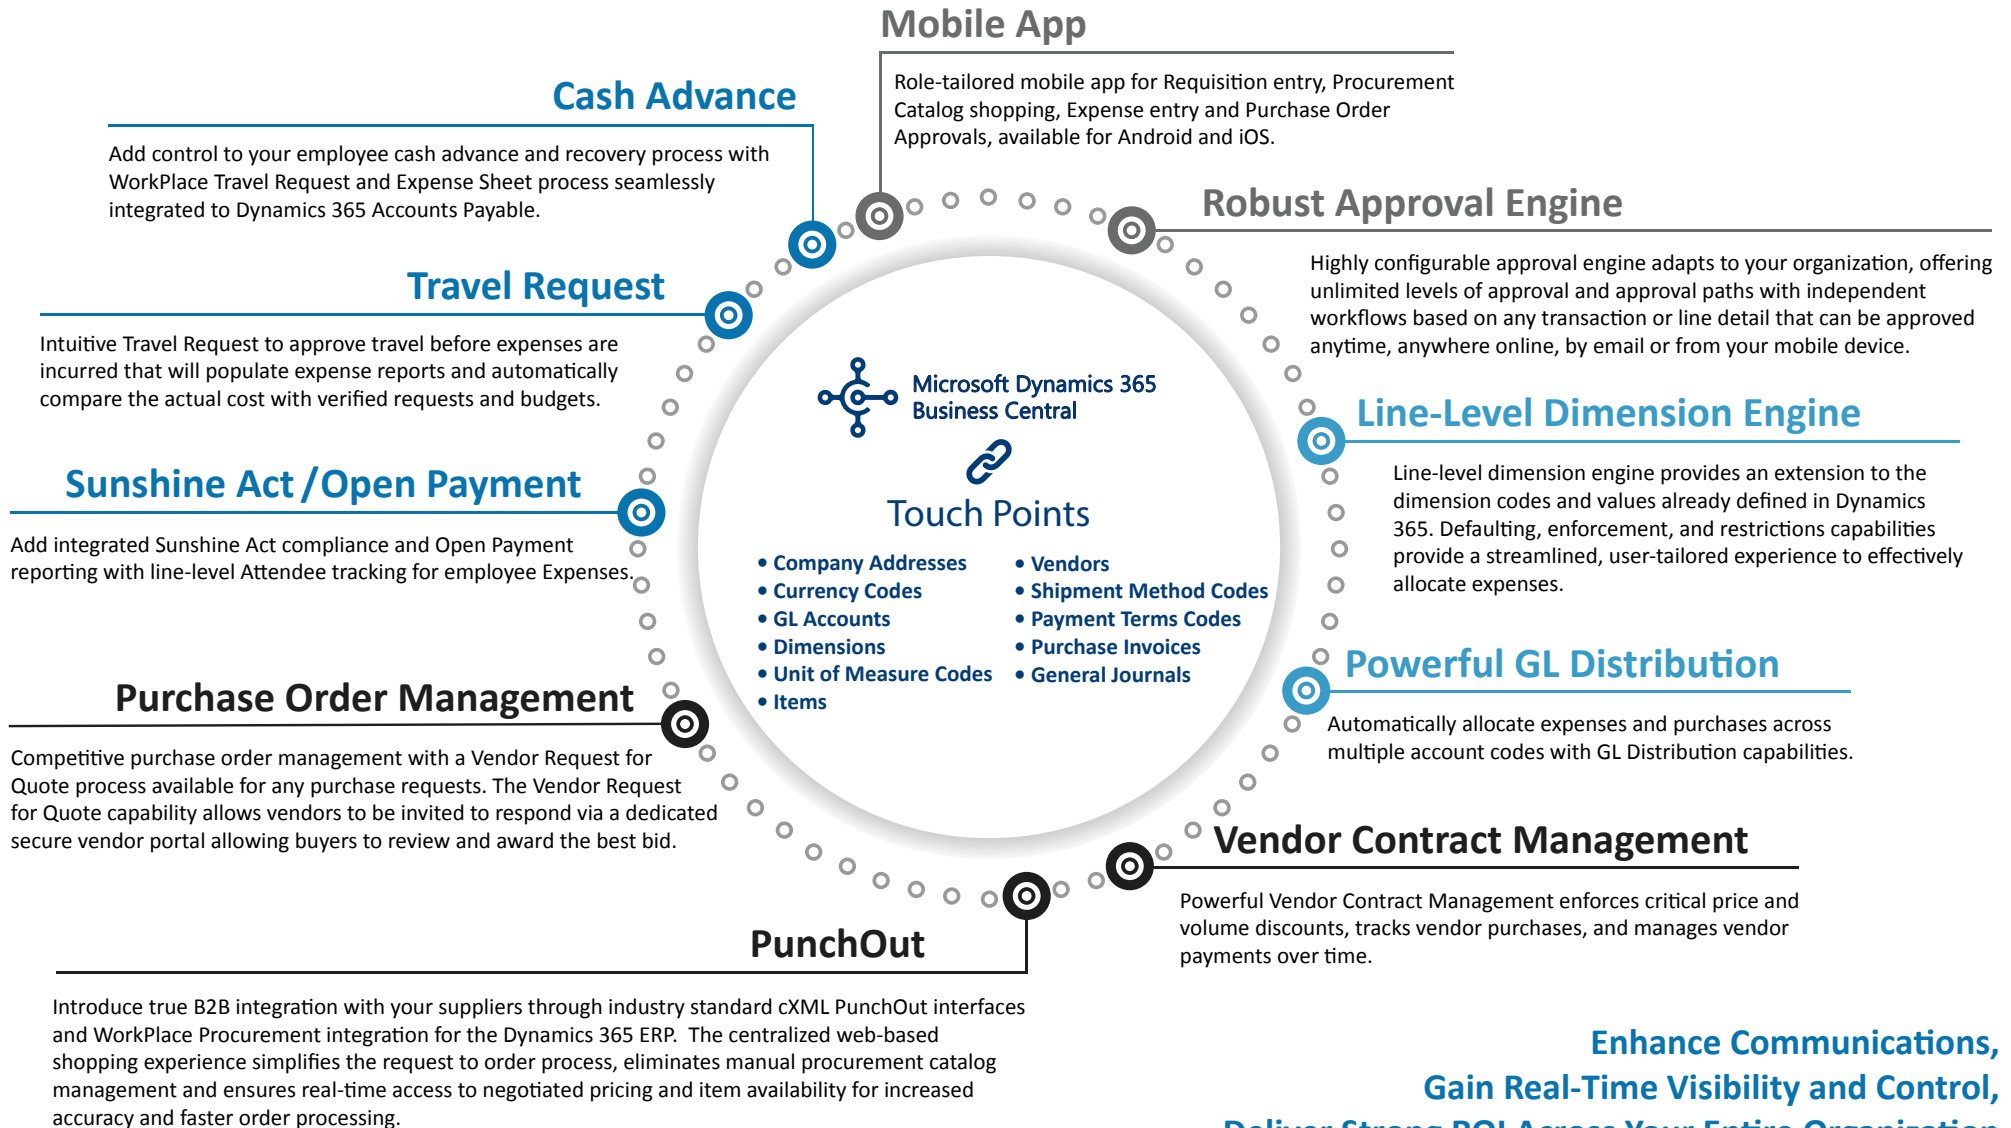 Mobile App
Role-tailored mobile app for Requisition entry, Procurement
Catalog shopping, Expense entry and Purchase Order
Approvals, available for Android and iOS.
Cash Advance
Add control to your employee cash advance and recovery process with
WorkPlace Travel Request and Expense Sheet process seamlessly
integrated to Dynamics 365 Accounts Payable.
Robust Approval Engine
Highly configurable approval engine adapts to your organization, offering
unlimited levels of approval and approval paths with independent
workflows based on any transaction or line detail that can be approved
anytime, anywhere online, by email or from your mobile device.
Travel Request
Intuitive Travel Request to approve travel before expenses are
incurred that will populate expense reports and automatically
compare the actual cost with verified requests and budgets.
Line-Level Dimension Engine
Line-level dimension engine provides an extension to the
dimension codes and values already defined in Dynamics
365. Defaulting, enforcement, and restrictions capabilities
provide a streamlined, user-tailored experience to effectively
allocate expenses.
Sunshine Act / Open Payment
Add integrated Sunshine Act compliance and Open Payment
reporting with line-level Attendee tracking for employee Expenses.
Microsoft Dynamics 365
Business Central
Touch Points
• Company Addresses
• Currency Codes
• GL Accounts
• Dimensions
• Unit of Measure Codes
• Items
• Vendors
• Shipment Method Codes
• Payment Terms Codes
• Purchase Invoices
• General Journals
Powerful GL Distribution
Automatically allocate expenses and purchases across
multiple account codes with GL Distribution capabilities.
Purchase Order Management
Competitive purchase order management with a Vendor Request for
Quote process available for any purchase requests. The Vendor Request
for Quote capability allows vendors to be invited to respond via a dedicated
secure vendor portal allowing buyers to review and award the best bid.
Vendor Contract Management
Powerful Vendor Contract Management enforces critical price and
volume discounts, tracks vendor purchases, and manages vendor
payments over time.
PunchOut
Introduce true B2B integration with your suppliers through industry standard cXML PunchOut interfaces
and WorkPlace Procurement integration for the Dynamics 365 ERP. The centralized web-based
shopping experience simplifies the request to order process, eliminates manual procurement catalog
management and ensures real-time access to negotiated pricing and item availability for increased
accuracy and faster order processing.
Enhance Communications,
Gain Real-Time Visibility and Control,
Deliver Strong ROI Across Your Entire Organization